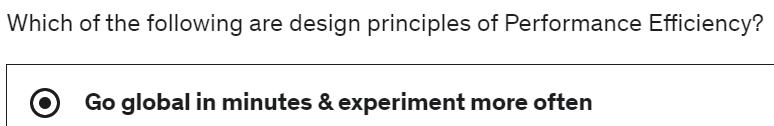 Which of the following are design principles of Performance Efficiency?
Go global in minutes & experiment more often